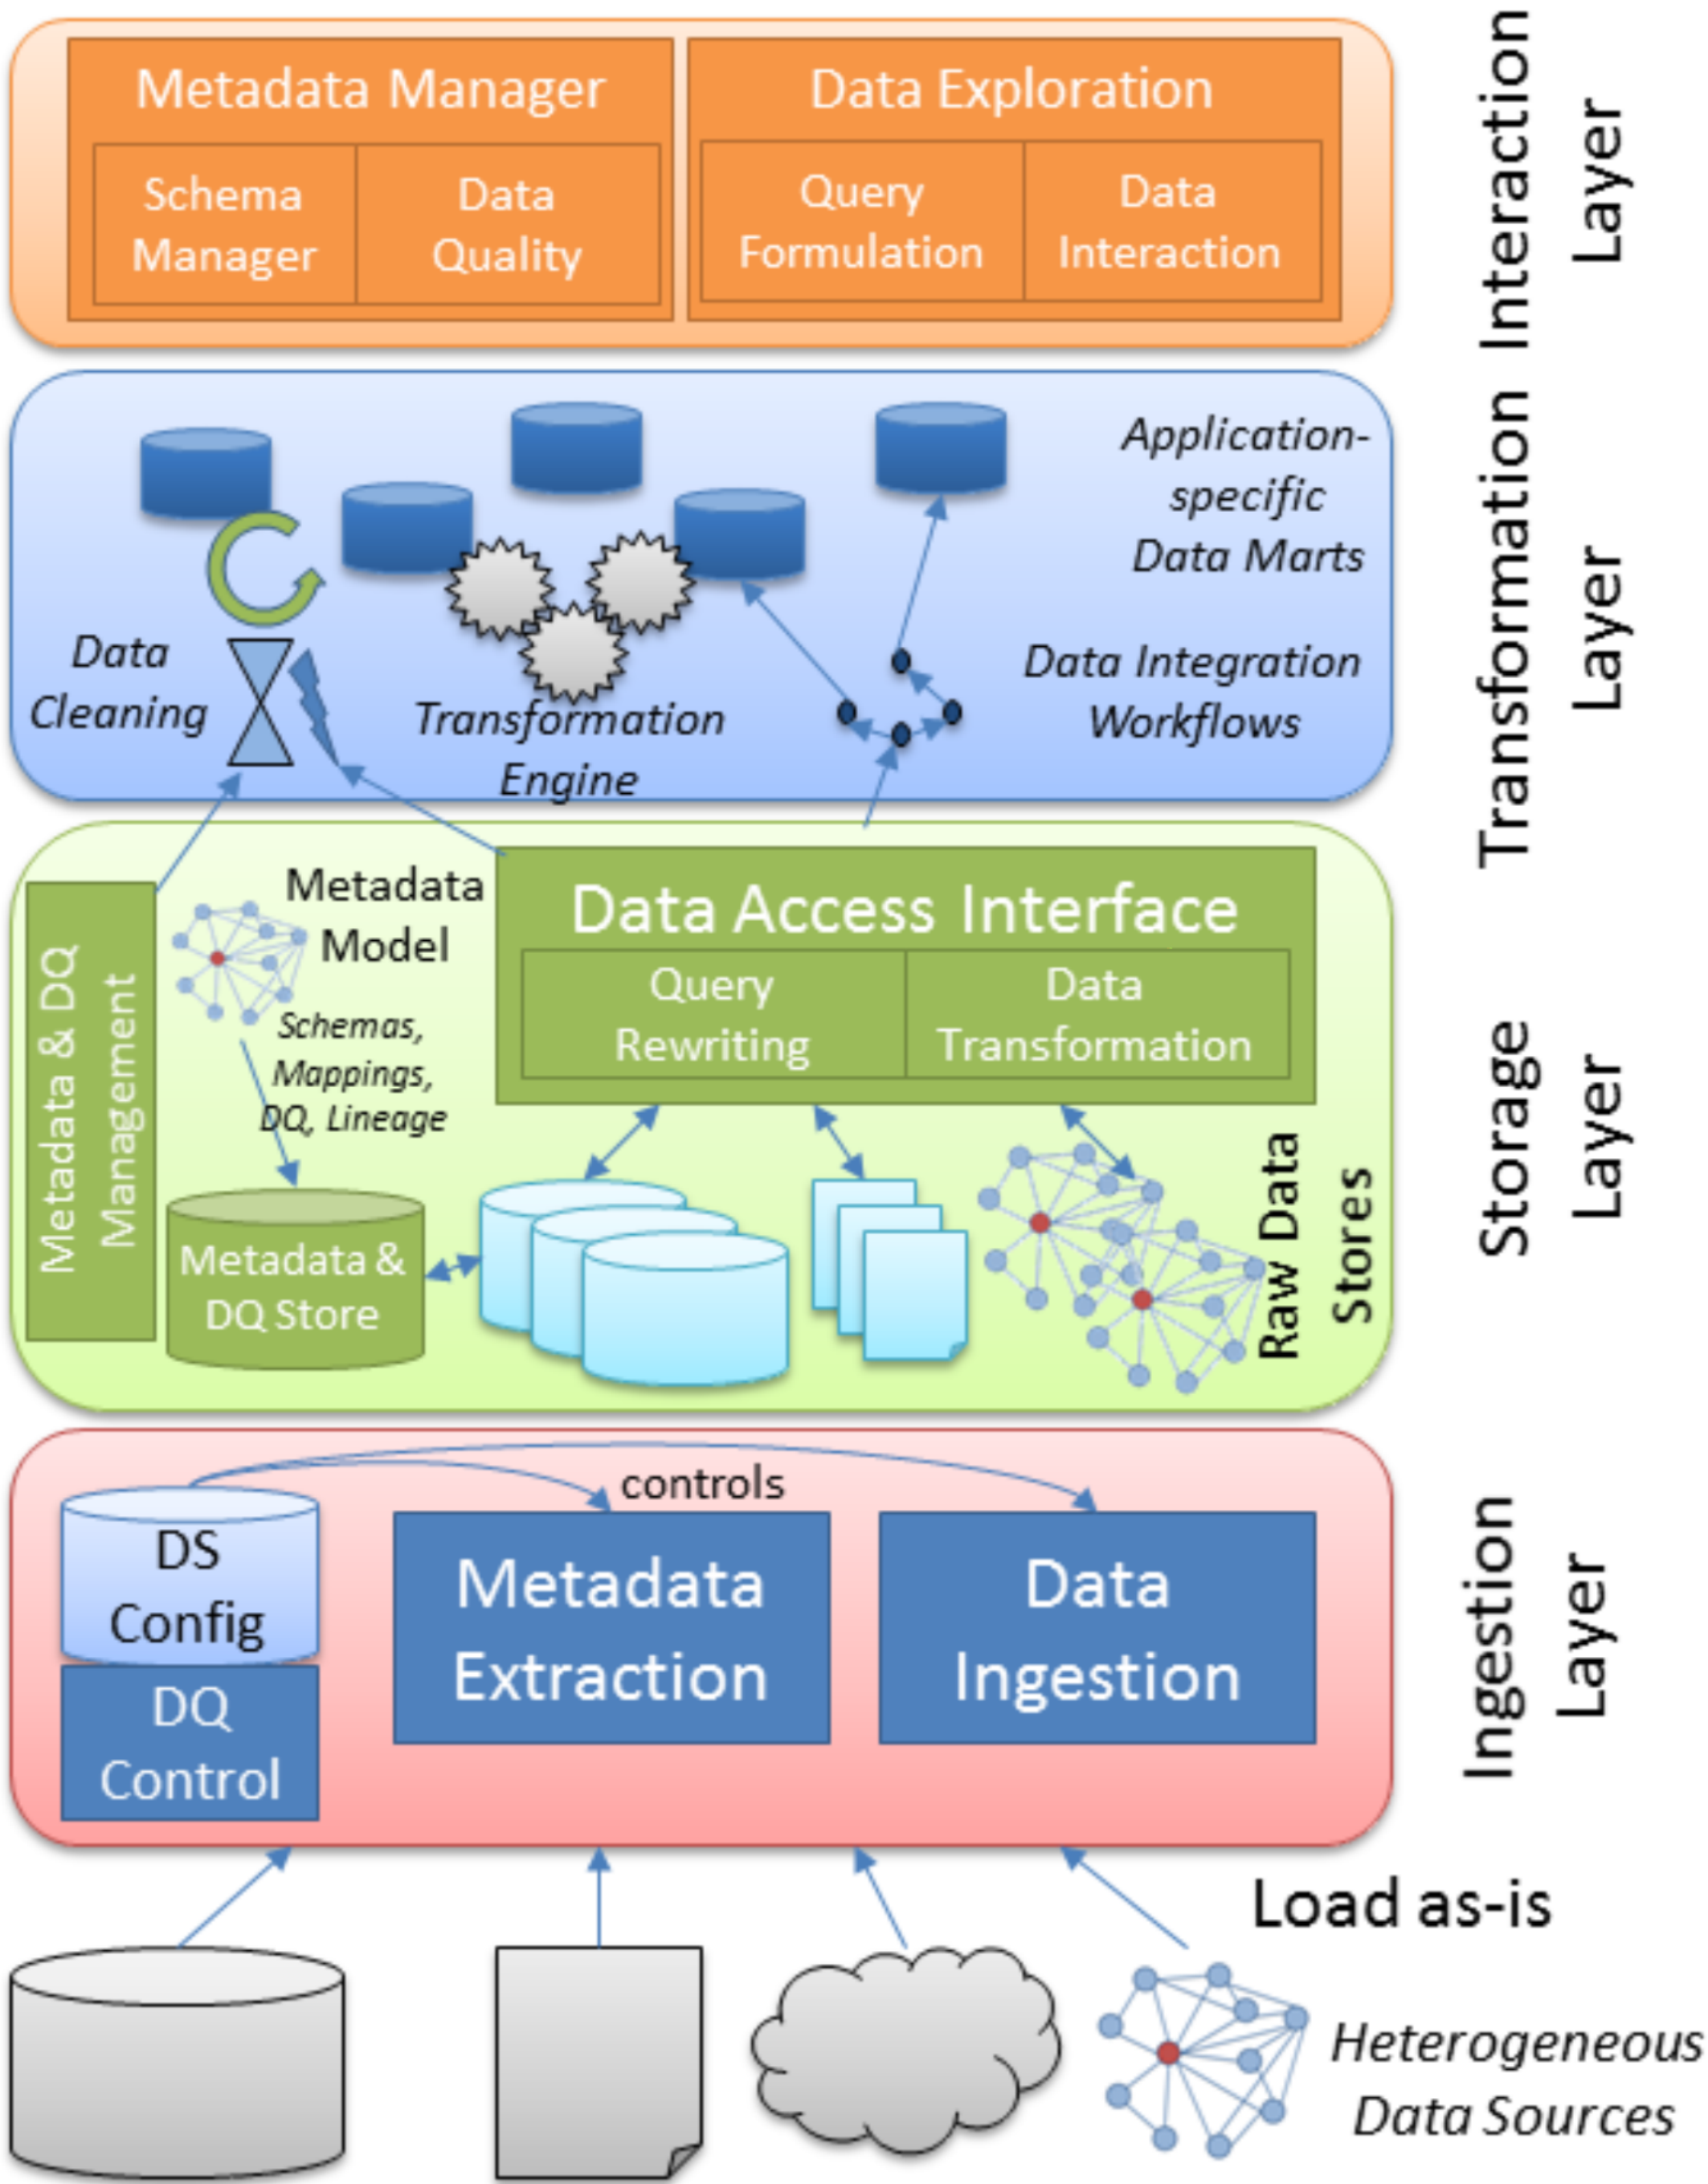 Metadada Manager
Schema
Manager
Data
Quality
Data Exploration
Query
Formulation
Data
Interaction
Interaction
Layer
Application-
specific
Data Marts
Data
Cleaning
Transformation
Engine
Data Integration
Workflows
Transformation
Layer
Metadata & DQ
Management
Metadata
Model
Schemas,
Mappings,
DQ, Lineage
Metadata &
DQ Store
Data Access Interface
Query
Rewriting
Data
Transformation
Raw Data
Stores
Storage
Layer
controls
DS
Config
DQ
Control
Metadata
Extraction
Data
Ingestion
Ingestion
Layer
Load as-is
Heterogeneous
Data Sources